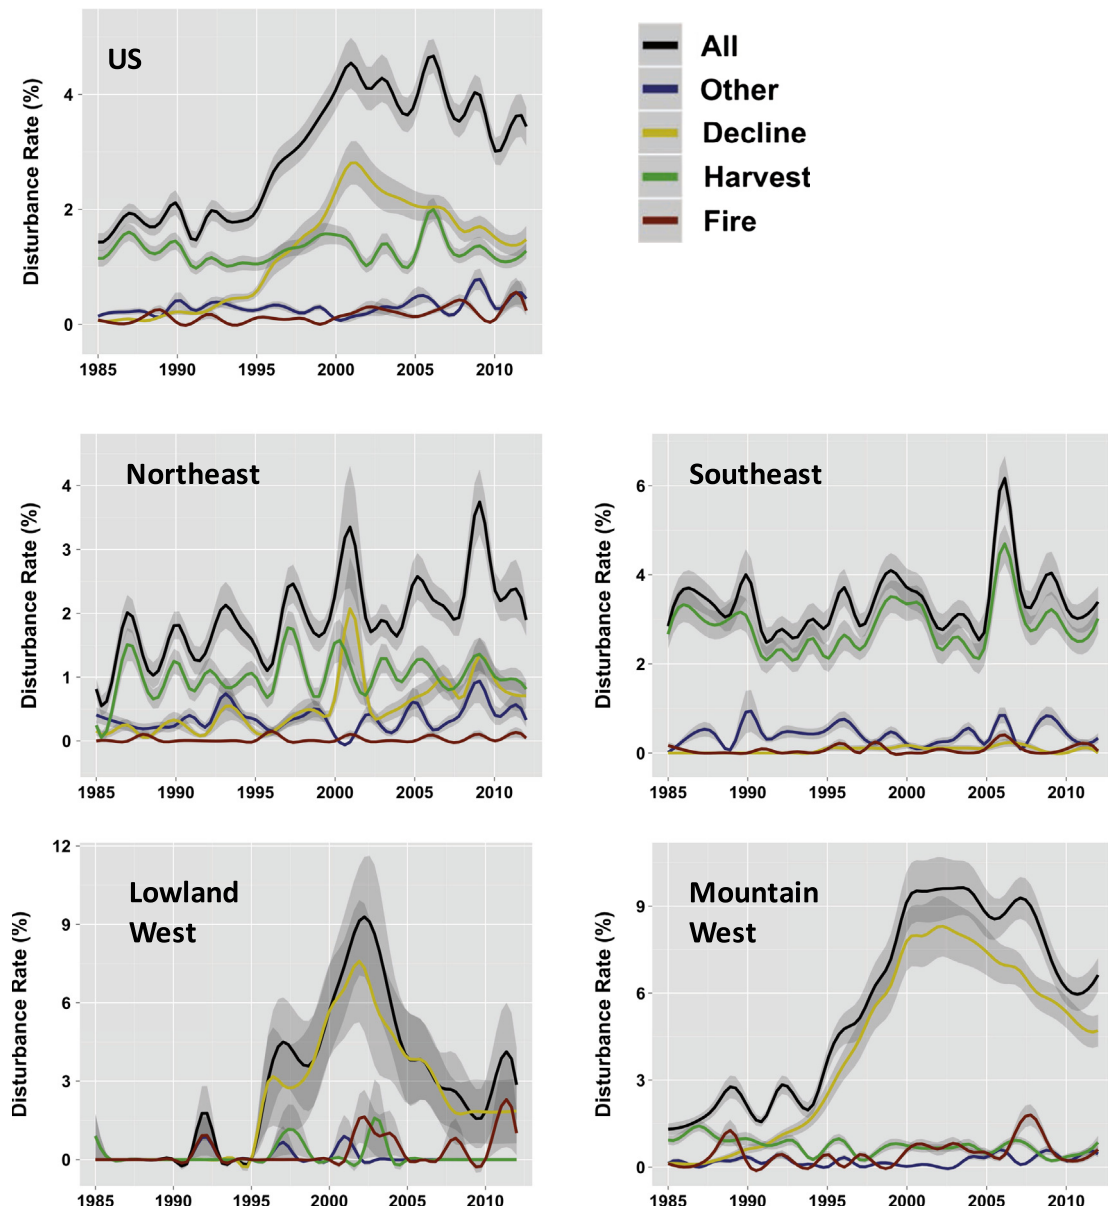 US
Disturbance Rate (%)
4
2
0
1985 1990 1995 2000 2005 2010
All
Other
Decline
Harvest
Fire
Northeast
Disturbance Rate (%)
4
3
2
1
0
1985 1990 1995 2000 2005 2010
Southeast
Disturbance Rate (%)
6
4
2
0
1985 1990 1995 2000 2005 2010
Lowland
West
Disturbance Rate (%)
12
9
6
3
0
1985 1990 1995 2000 2005 2010
Mountain
West
Disturbance Rate (%)
9
6
3
0
1985 1990 1995 2000 2005 2010